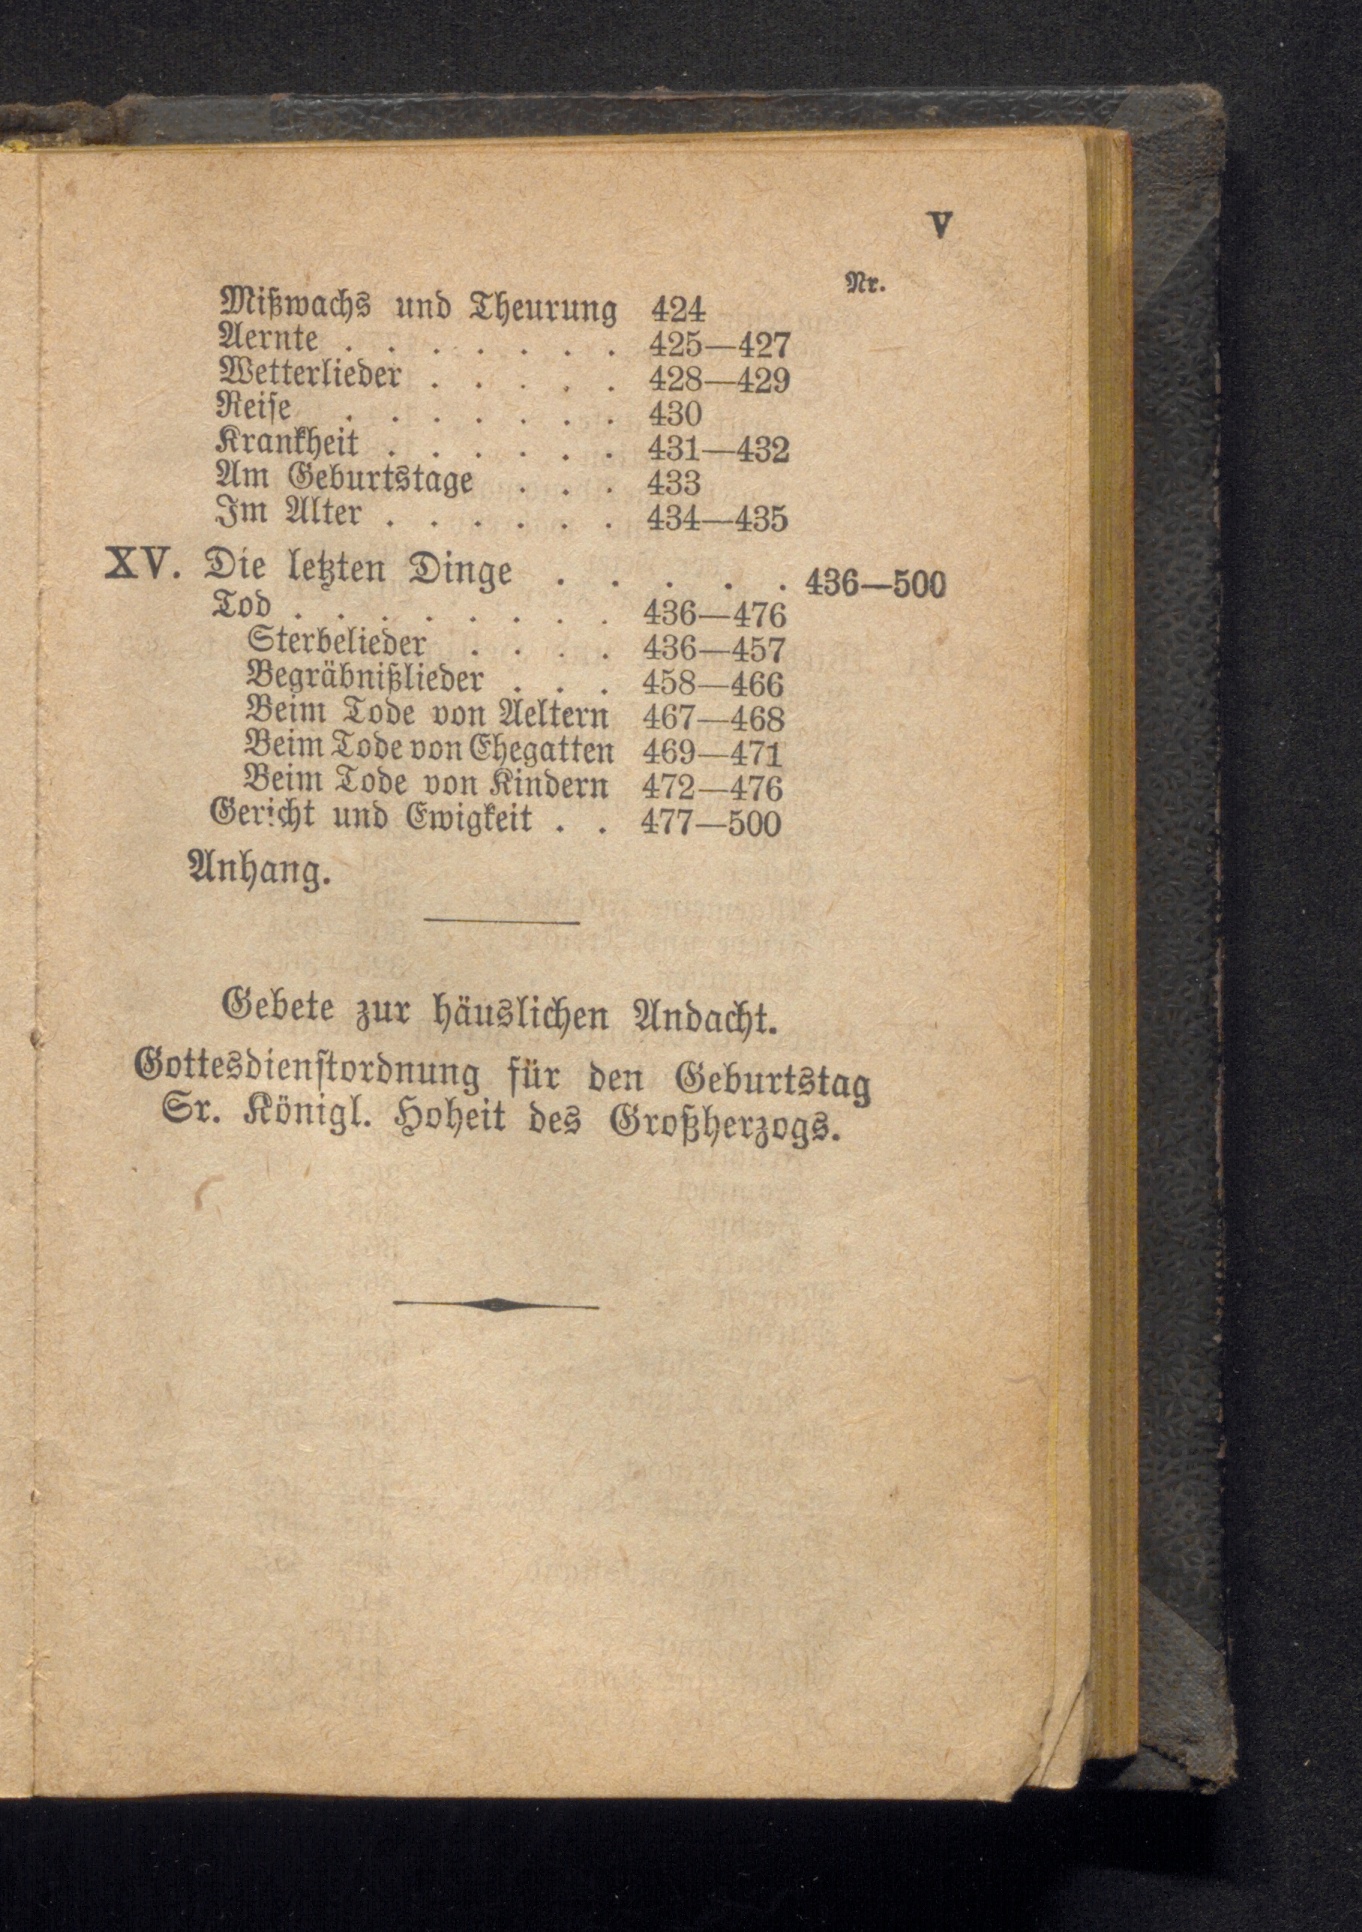 V
Nr.
Mißwachs und Theurung 424
Aernte . . . . . . . 425—427
Wetterlieder . . . . . 428—429
Reise . . . . . . . 430
Krankheit . . . . . . 431—432
Am Geburtstage . . . 433
Im Alter . . . . . . 434—435
XV. Die letzten Dinge . . . . . 436—500
Tod . . . . . . . . 436—476
Sterbelieder . . . . 436—457
Begräbnißlieder . . . 458—466
Beim Tode von Aeltern 467—468
Beim Tode von Ehegatten 469—471
Beim Tode von Kindern 472—476
Gericht und Ewigkeit . . 477—500
Anhang.
Gebete zur häuslichen Andacht.
Gottesdienstordnung für den Geburtstag
Sr. Königl. Hoheit des Großherzogs.